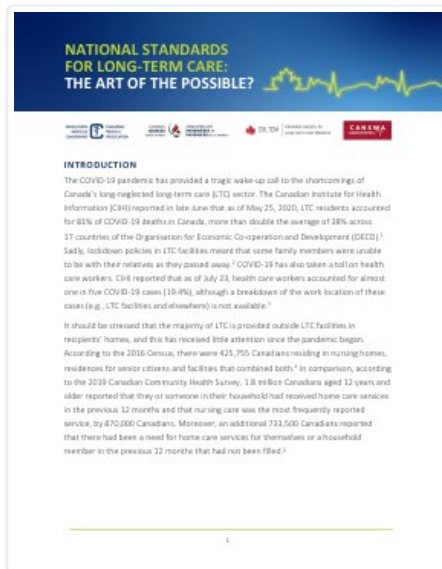 NATIONAL STANDARDS
FOR LONG-TERM CARE:
THE ART OF THE POSSIBLE?
CANADIAN
MEDICAL
ASSOCIATION
CANSWA
INTRODUCTION
The COVID-19 pandemic has provided a tragic wake-up call to the shortcomings of
Canada's long-neglected long-term care (LTC) sector. The Canadian Institute for Health
Information (CIHI) reported in late June that as of May 25, 2020, LTC residents accounted
for 81% of COVID-19 deaths in Canada, more than double the average of 38% across
17 countries of the Organisation for Economic Co-operation and Development (OECD).1
Sadly, lockdown policies in LTC facilities meant that some family members were unable
to be with their relatives as they passed away.2 COVID-19 has also taken a toll on health
care workers. CIHI reported that as of July 23, health care workers accounted for almost
one in five COVID-19 cases (19.4%), although a breakdown of the work location of these
cases (e.g., LTC facilities and elsewhere) is not available.3
It should be stressed that the majority of LTC is provided outside LTC facilities in
recipients' homes, and this has received little attention since the pandemic began.
According to the 2016 Census, there were 425,755 Canadians residing in nursing homes,
residences for senior citizens and facilities that combined both.4 In comparison, according
to the 2019 Canadian Community Health Survey, 1.8 million Canadians aged 12 years and
older reported that they or someone in their household had received home care services
in the previous 12 months and that nursing care was the most frequently reported
service, by 870,000 Canadians. Moreover, an additional 733,500 Canadians reported
that there had been a need for home care services for themselves or a household
member in the previous 12 months that had not been filled.5
1